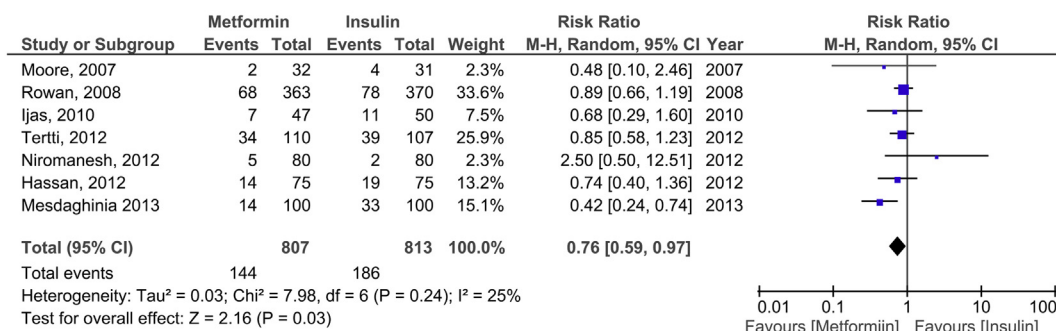 Metformin Insulin Risk Ratio Risk Ratio
Study or Subgroup Events Total Events Total Weight M-H, Random, 95% CI Year M-H, Random, 95% CI
Moore, 2007 2 32 4 31 2.3% 0.48 [0.10, 2.46] 2007
Rowan, 2008 68 363 78 370 33.6% 0.89 [0.66, 1.19] 2008
Ijas, 2010 7 47 11 50 7.5% 0.68 [0.29, 1.60] 2010
Tertti, 2012 34 110 39 107 25.9% 0.85 [0.58, 1.23] 2012
Niromanesh, 2012 5 80 2 80 2.3% 2.50 [0.50, 12.51] 2012
Hassan, 2012 14 75 19 75 13.2% 0.74 [0.40, 1.36] 2012
Mesdaghinia 2013 14 100 33 100 15.1% 0.42 [0.24, 0.74] 2013
Total (95% CI) 807 813 100.0% 0.76 [0.59, 0.97]
Total events 144 186
Heterogeneity: Tau² = 0.03; Chi² = 7.98, df = 6 (P = 0.24); I² = 25%
Test for overall effect: Z = 2.16 (P = 0.03)
0.01 0.1 1 10 100
Favours [Metformiin] Favours [Insulin]